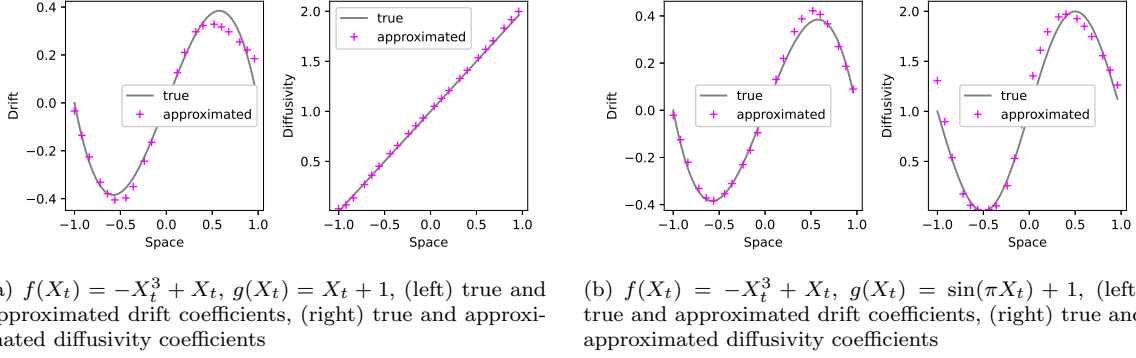 0.4
0.2
0.0
−0.2
−0.4
Drift
true
approximated
−1.0 −0.5 0.0 0.5 1.0
Space
2.0
1.5
1.0
0.5
Diffusivity
true
approximated
−1.0 −0.5 0.0 0.5 1.0
Space
0.4
0.2
0.0
−0.2
−0.4
Drift
true
approximated
−1.0 −0.5 0.0 0.5 1.0
Space
2.0
1.5
1.0
0.5
Diffusivity
true
approximated
−1.0 −0.5 0.0 0.5 1.0
Space
) f(X_t) = −X_t^3 + X_t, g(X_t) = X_t + 1, (left) true and
pproximated drift coefficients, (right) true and approxi-
nated diffusivity coefficients
(b) f(X_t) = −X_t^3 + X_t, g(X_t) = sin(πX_t) + 1, (left
true and approximated drift coefficients, (right) true and
approximated diffusivity coefficients